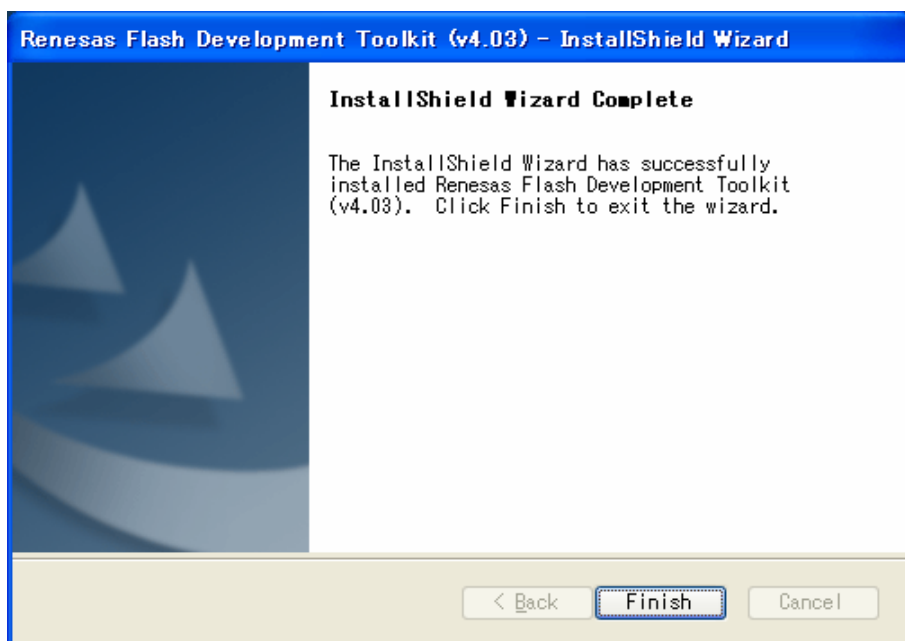 Renesas Flash Development Toolkit (v4.03) - InstallShield Wizard
InstallShield Wizard Complete
The InstallShield Wizard has successfully
installed Renesas Flash Development Toolkit
(v4.03). Click Finish to exit the wizard.
< Back Finish Cancel